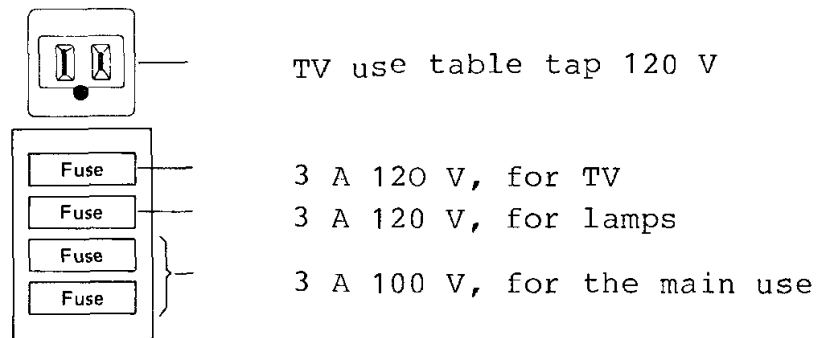 TV use table tap 120 V
Fuse 3 A 120 V, for TV
Fuse 3 A 120 V, for lamps
Fuse
Fuse
3 A 100 V, for the main use